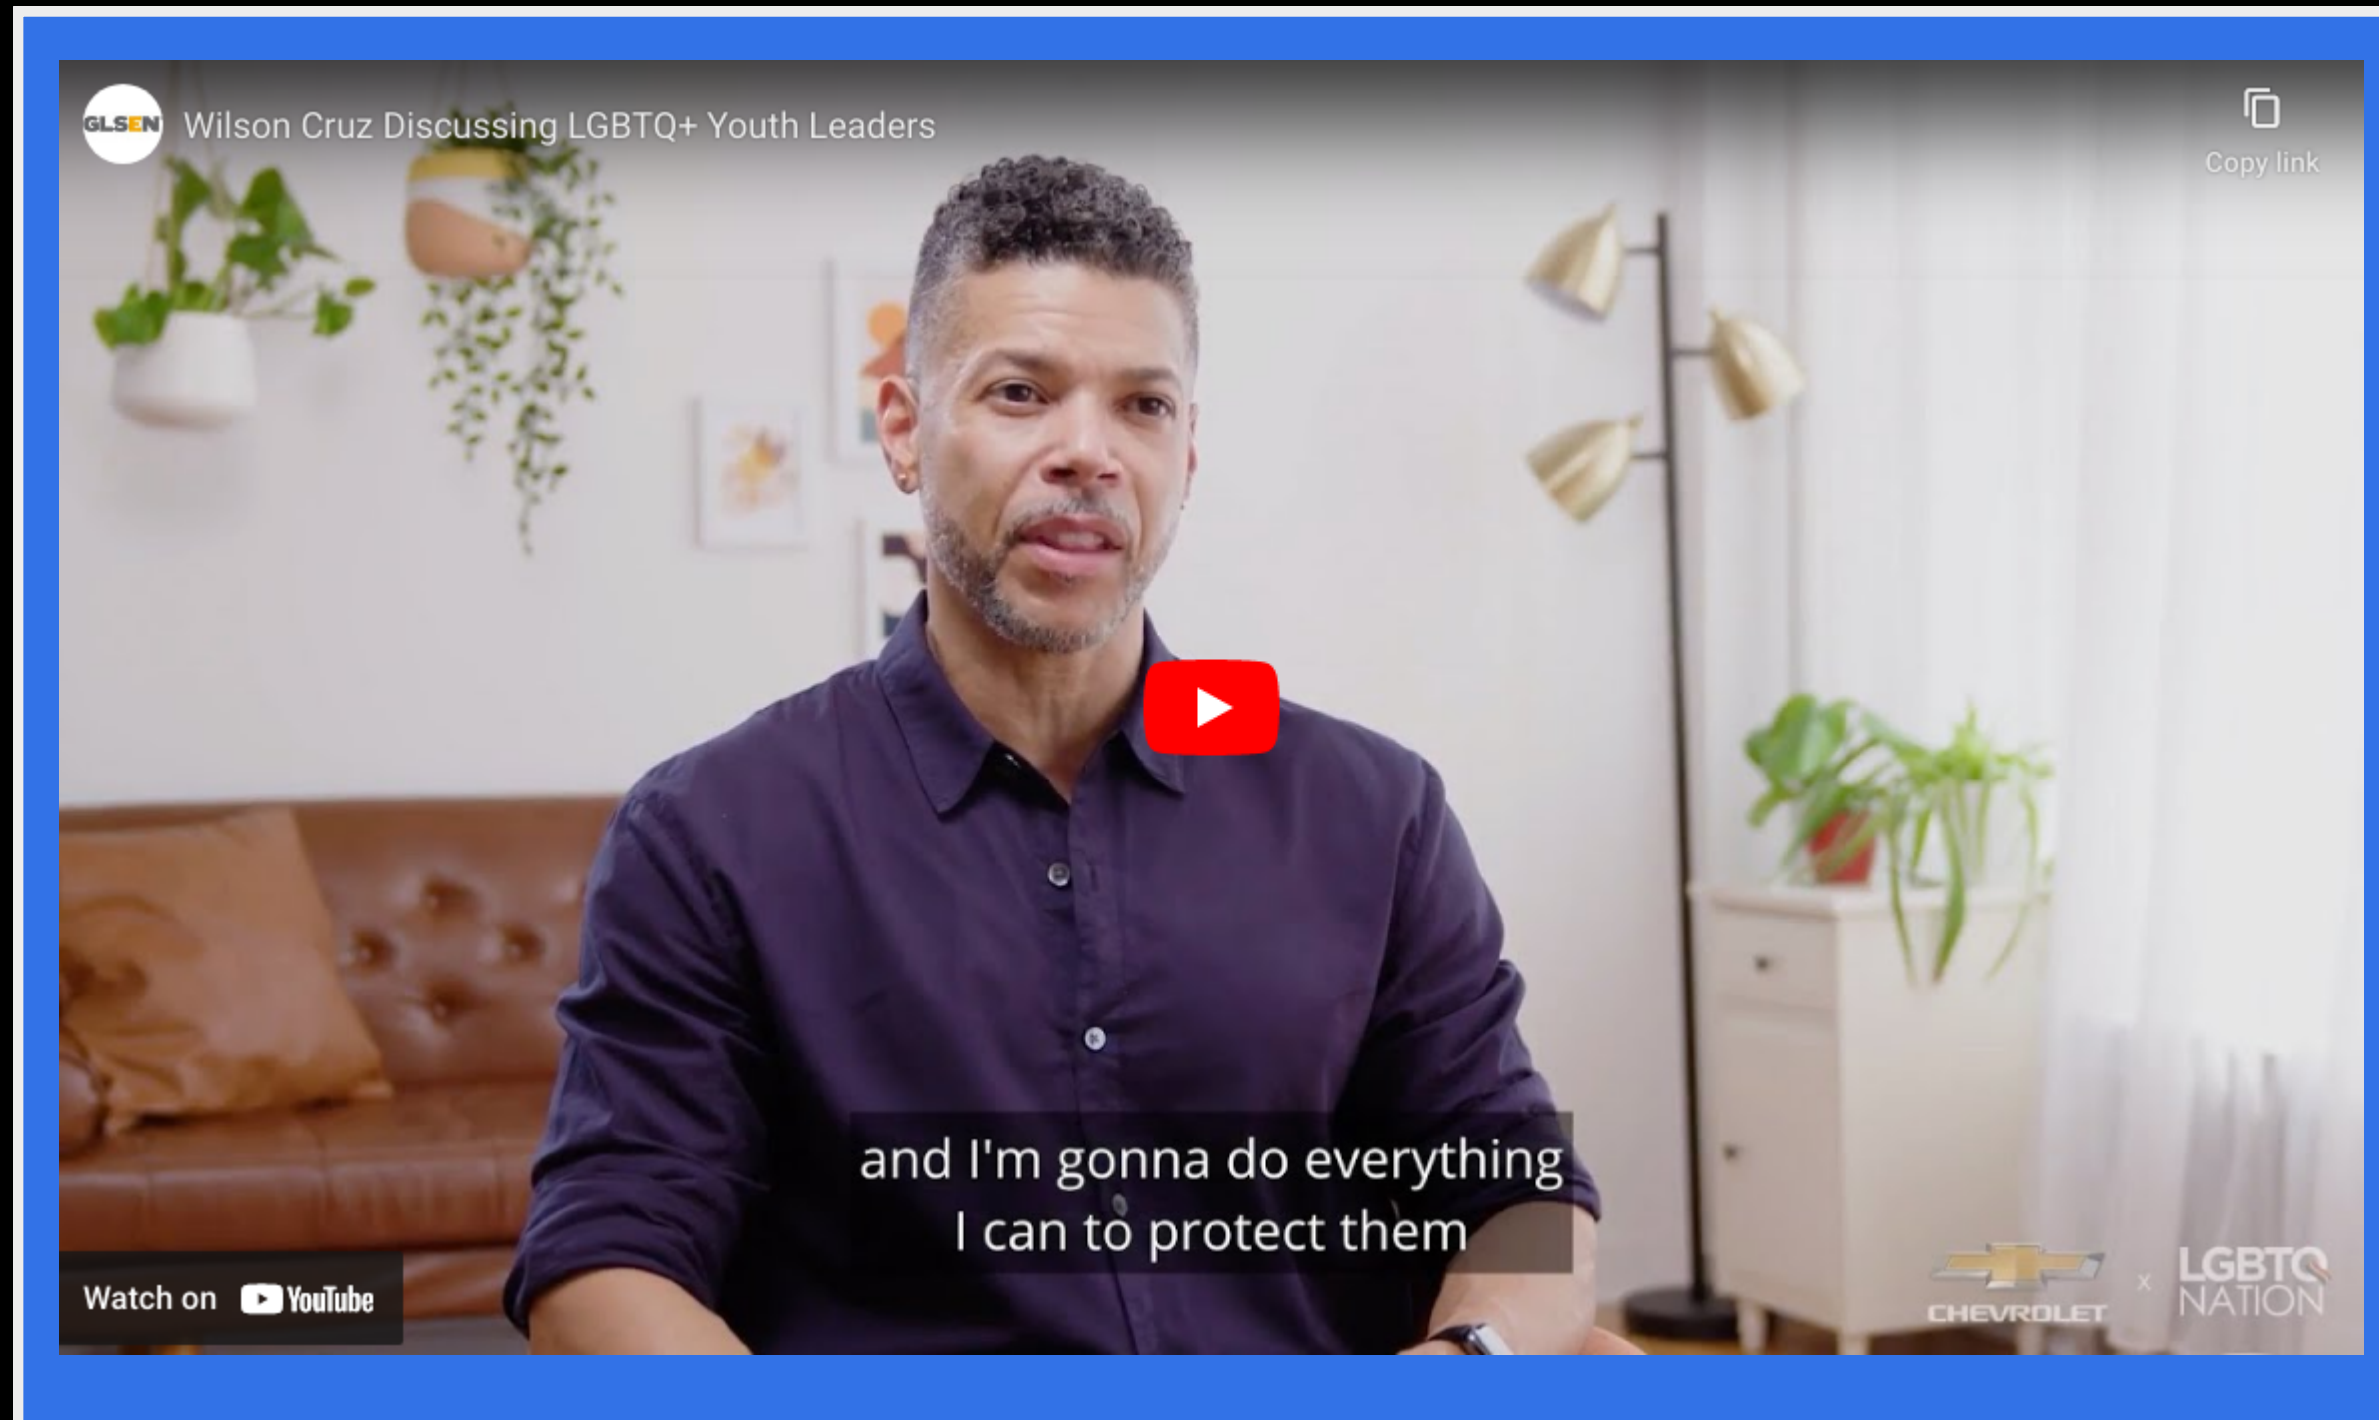 GLSEN
Wilson Cruz Discussing LGBTQ+ Youth Leaders
Copy link
and I'm gonna do everything
I can to protect them
Watch on YouTube
CHEVROLET x LGBTQ
NATION